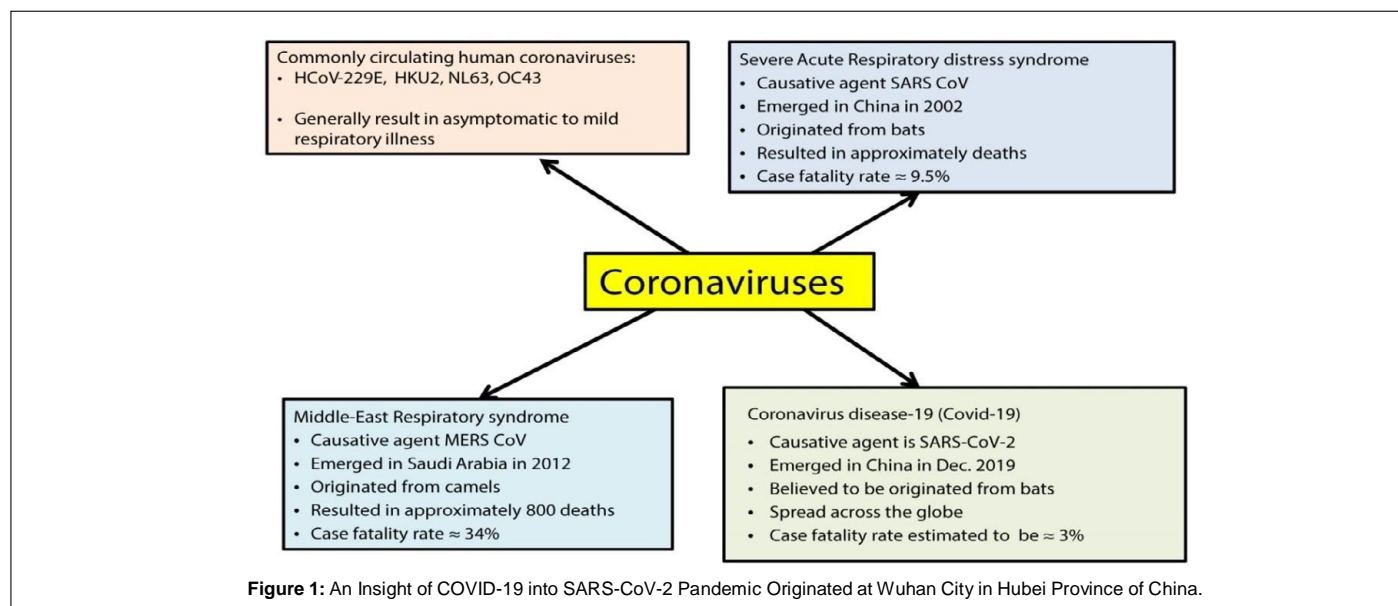 Commonly circulating human coronaviruses:
• HCoV-229E, HKU2, NL63, OC43
• Generally result in asymptomatic to mild
respiratory illness
Severe Acute Respiratory distress syndrome
• Causative agent SARS CoV
• Emerged in China in 2002
• Originated from bats
• Resulted in approximately deaths
• Case fatality rate ≈ 9.5%
Coronaviruses
Middle-East Respiratory syndrome
• Causative agent MERS CoV
• Emerged in Saudi Arabia in 2012
• Originated from camels
• Resulted in approximately 800 deaths
• Case fatality rate ≈ 34%
Coronavirus disease-19 (Covid-19)
• Causative agent is SARS-CoV-2
• Emerged in China in Dec. 2019
• Believed to be originated from bats
• Spread across the globe
• Case fatality rate estimated to be ≈ 3%
Figure 1: An Insight of COVID-19 into SARS-CoV-2 Pandemic Originated at Wuhan City in Hubei Province of China.